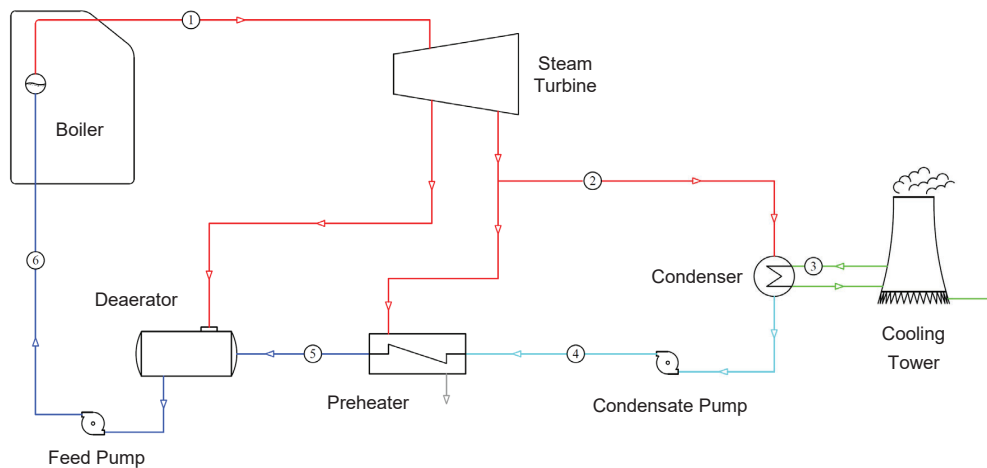 1
Steam
Turbine
Boiler
2
6
3
Condenser
Deaerator
Cooling
Tower
5
4
Preheater
Condensate Pump
Feed Pump